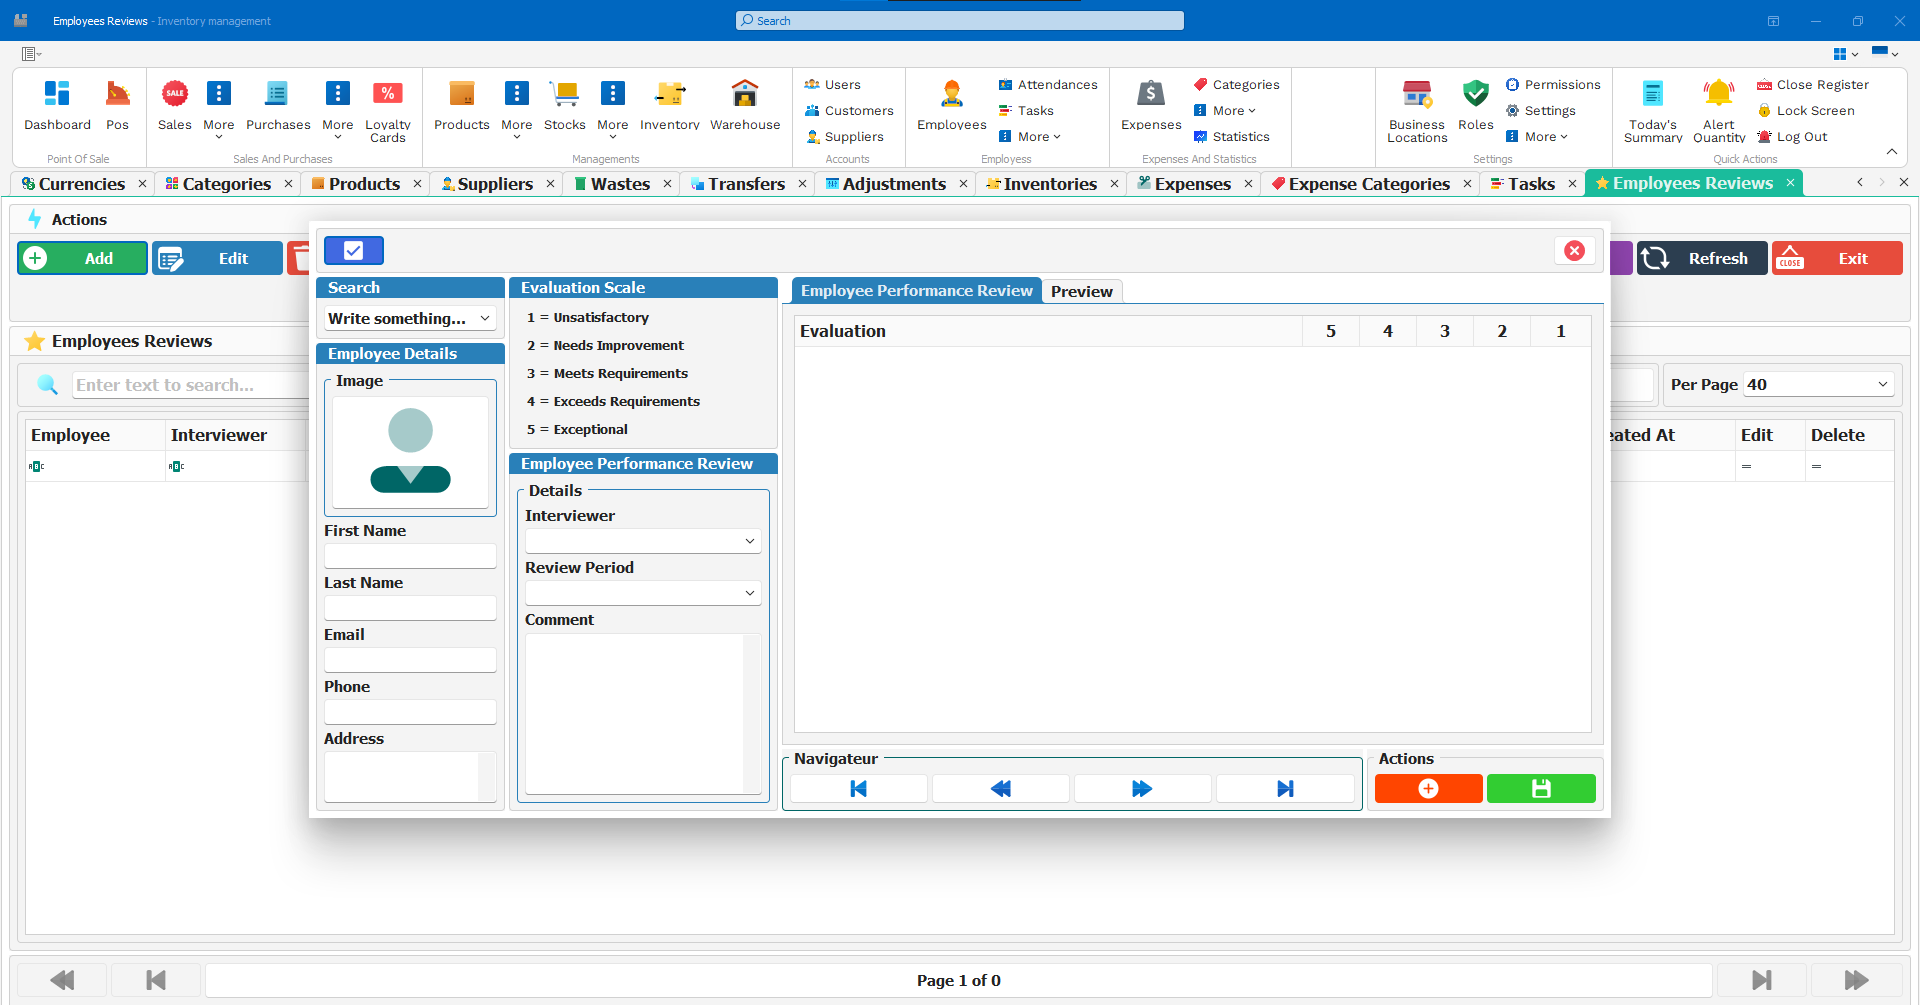 Employees Reviews - Inventory management
Search
Dashboard
Pos
Point Of Sale
SALE
Sales
More
Purchases
More
Loyalty
Cards
Sales And Purchases
Products
More
Stocks
More
Inventory
Warehouse
Managements
Users
Customers
Suppliers
Accounts
Employees
Attendances
Tasks
More
Employess
Expenses
Categories
More
Statistics
Expenses And Statistics
Business
Locations
Roles
Permissions
Settings
More
Settings
Today's
Summary
Alert
Quantity
Close Register
Lock Screen
Log Out
Quick Actions
Currencies
Categories
Products
Suppliers
Wastes
Transfers
Adjustments
Inventories
Expenses
Expense Categories
Tasks
Employees Reviews
Actions
Add
Edit
Refresh
CLOSE
Exit
Employees Reviews
Enter text to search...
Per Page 40
Employee
Interviewer
eated At
Edit
Delete
ABC
ABC
=
=
Search
Write something...
Employee Details
Image
First Name
Last Name
Email
Phone
Address
Evaluation Scale
1 = Unsatisfactory
2 = Needs Improvement
3 = Meets Requirements
4 = Exceeds Requirements
5 = Exceptional
Employee Performance Review
Details
Interviewer
Review Period
Comment
Employee Performance Review
Preview
Evaluation 5 4 3 2 1
Navigateur
Actions
Page 1 of 0